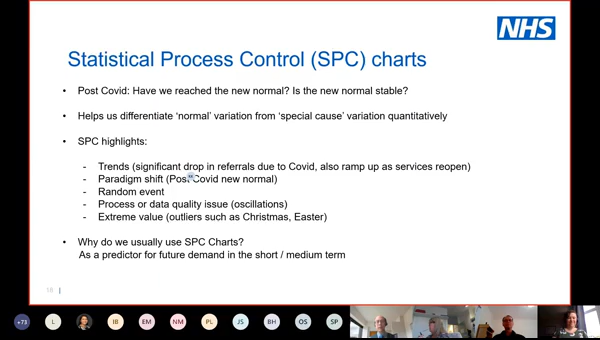 NHS
Statistical Process Control (SPC) charts
• Post Covid: Have we reached the new normal? Is the new normal stable?
• Helps us differentiate ‘normal’ variation from ‘special cause’ variation quantitatively
• SPC highlights:
- Trends (significant drop in referrals due to Covid, also ramp up as services reopen)
- Paradigm shift (Post Covid new normal)
- Random event
- Process or data quality issue (oscillations)
- Extreme value (outliers such as Christmas, Easter)
• Why do we usually use SPC Charts?
As a predictor for future demand in the short / medium term
18 |
+73 L IB EM NM PL JS BH OS SP